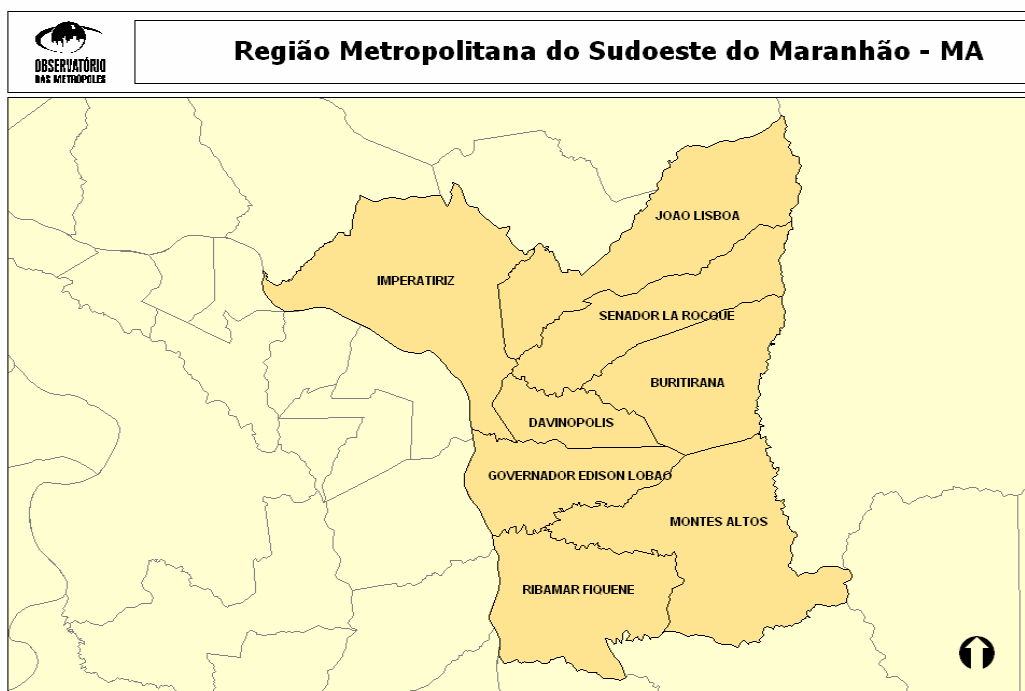 OBSERVATÓRIO
DAS METRÓPOLES
Região Metropolitana do Sudoeste do Maranhão - MA
JOAO LISBOA
IMPERATIRIZ
SENADOR LA ROCQUE
BURITIRANA
DAVINOPOLIS
GOVERNADOR EDISON LOBAO
MONTES ALTOS
RIBAMAR FIQUENE